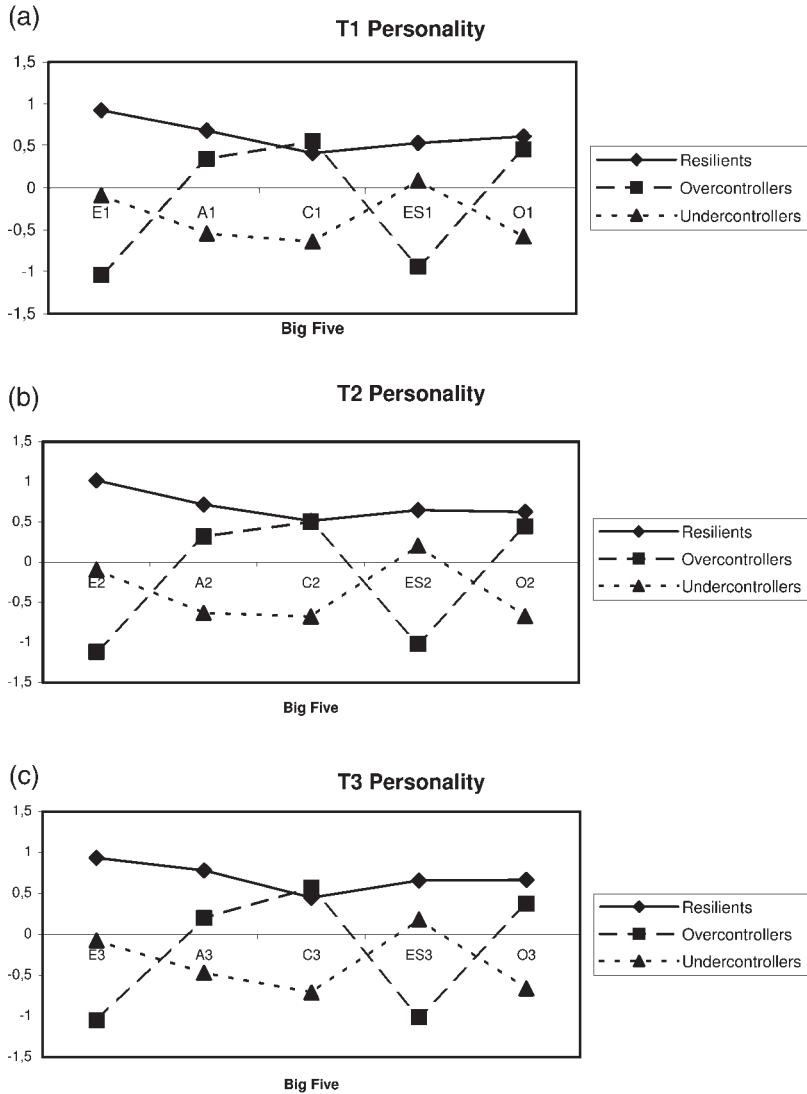 (a)
T1 Personality
1,5
1
0,5
0
-0,5
-1
-1,5
E1 A1 C1 ES1 O1
Big Five
Resilients
Overcontrollers
Undercontrollers
(b)
T2 Personality
1,5
1
0,5
0
-0,5
-1
-1,5
E2 A2 C2 ES2 O2
Big Five
Resilients
Overcontrollers
Undercontrollers
(c)
T3 Personality
1,5
1
0,5
0
-0,5
-1
-1,5
E3 A3 C3 ES3 O3
Big Five
Resilients
Overcontrollers
Undercontrollers